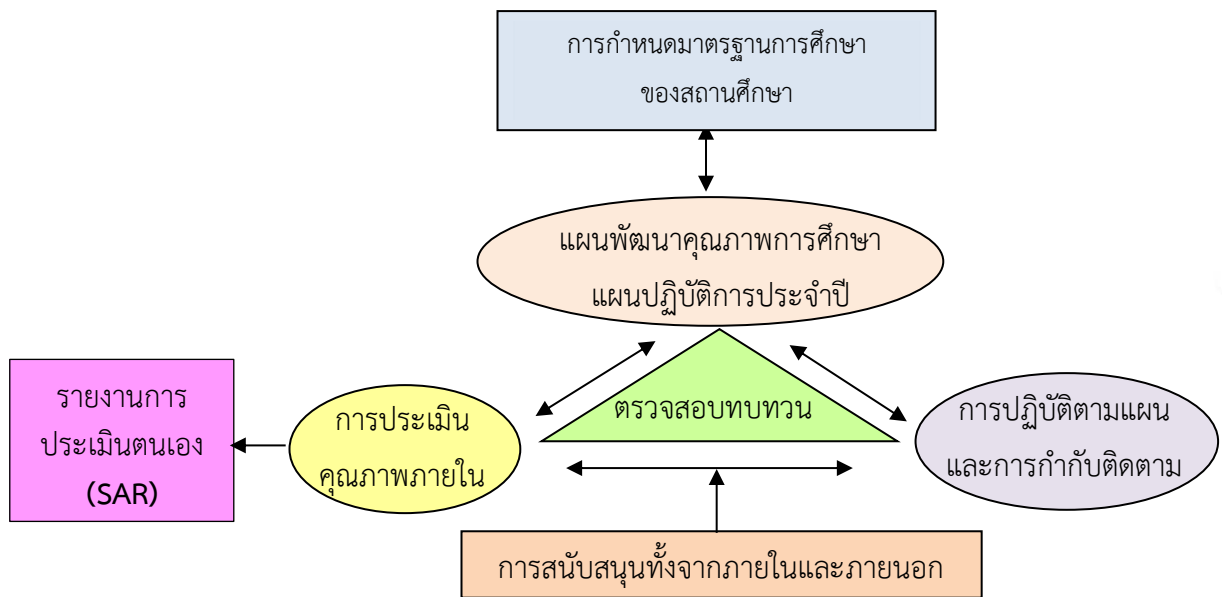 การกำหนดมาตรฐานการศึกษา
ของสถานศึกษา
แผนพัฒนาคุณภาพการศึกษา
แผนปฏิบัติการประจำปี
รายงานการ
ประเมินตนเอง
(SAR)
การประเมิน
คุณภาพภายใน
ตรวจสอบทบทวน
การปฏิบัติตามแผน
และการกำกับติดตาม
การสนับสนุนทั้งจากภายในและภายนอก